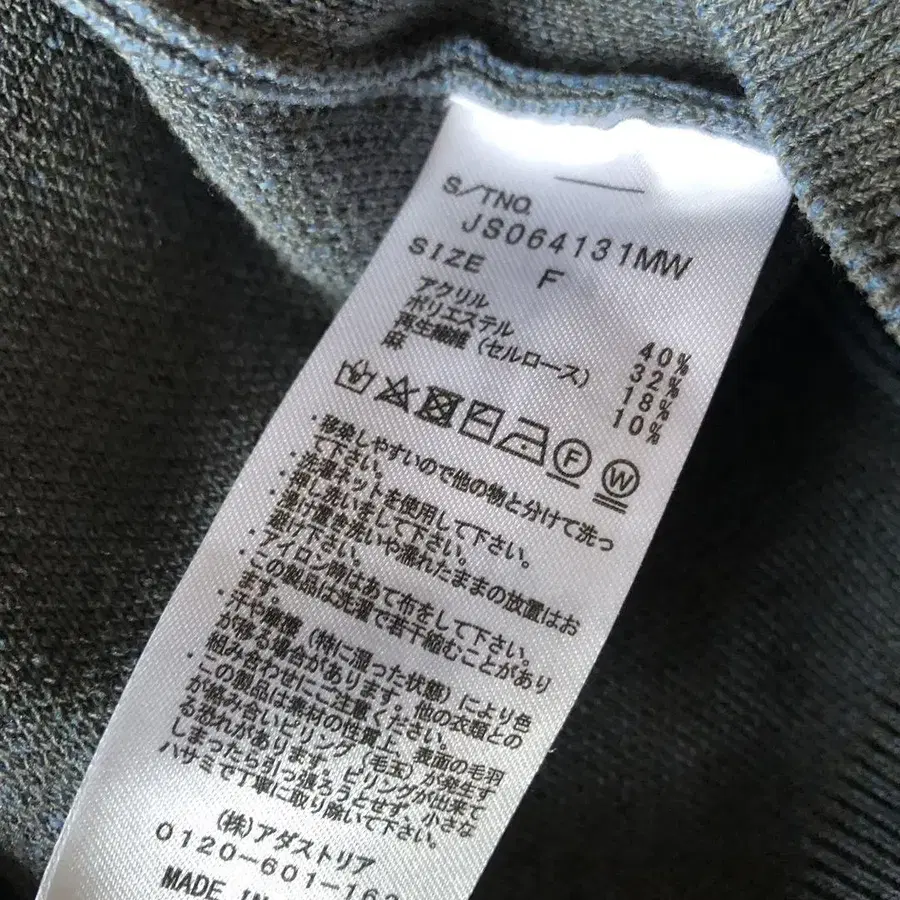 S/TNO.
JS064131MW
SIZE F
アクリル 40%
ポリエステル 32%
再生繊維(セルロース) 18%
麻 10%
F W
・移染しやすいので他の物と分けて洗っ
て下さい。
・洗濯ネットを使用して下さい。
・押し洗いをして下さい。
・漬け置き洗いや濡れたままの放置はお
避け下さい。
・アイロン時はあて布をして下さい。
・この製品は洗濯で若干縮むことがあり
ます。
・汗や摩擦(特に湿った状態)により色
が移る場合があります。他の衣類との
組み合わせにご注意ください。
・この製品は素材の性質上、表面の毛羽
が絡み合いピリング(毛玉)が発生す
る恐れがあります。ピリングが出来て
しまったら引っ張ろうとせず、小さな
ハサミで丁寧に取り除いて下さい。
(株)アダストリア
0120-601-162
MADE IN